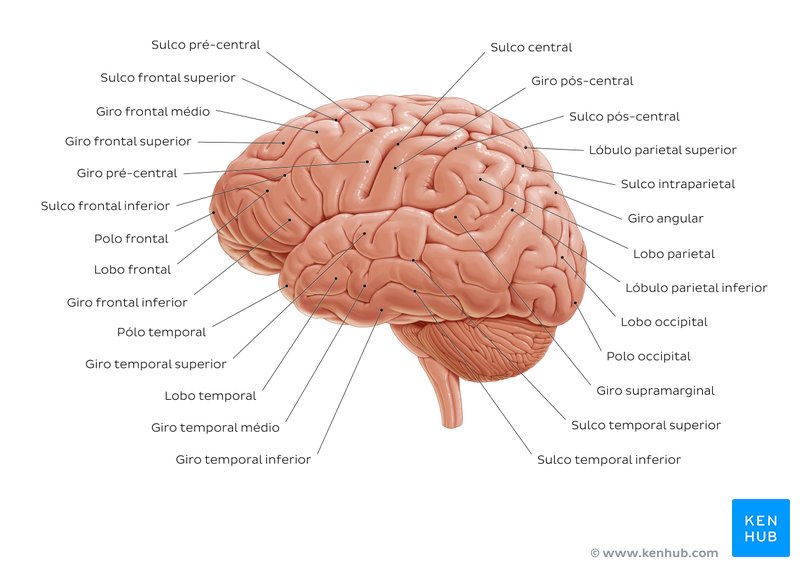 Sulco pré-central
Sulco frontal superior
Giro frontal médio
Giro frontal superior
Giro pré-central
Sulco frontal inferior
Polo frontal
Lobo frontal
Giro frontal inferior
Pólo temporal
Giro temporal superior
Lobo temporal
Giro temporal médio
Giro temporal inferior
Sulco central
Giro pós-central
Sulco pós-central
Lóbulo parietal superior
Sulco intraparietal
Giro angular
Lobo parietal
Lóbulo parietal inferior
Lobo occipital
Polo occipital
Giro supramarginal
Sulco temporal superior
Sulco temporal inferior
KEN
HUB
© www.kenhub.com